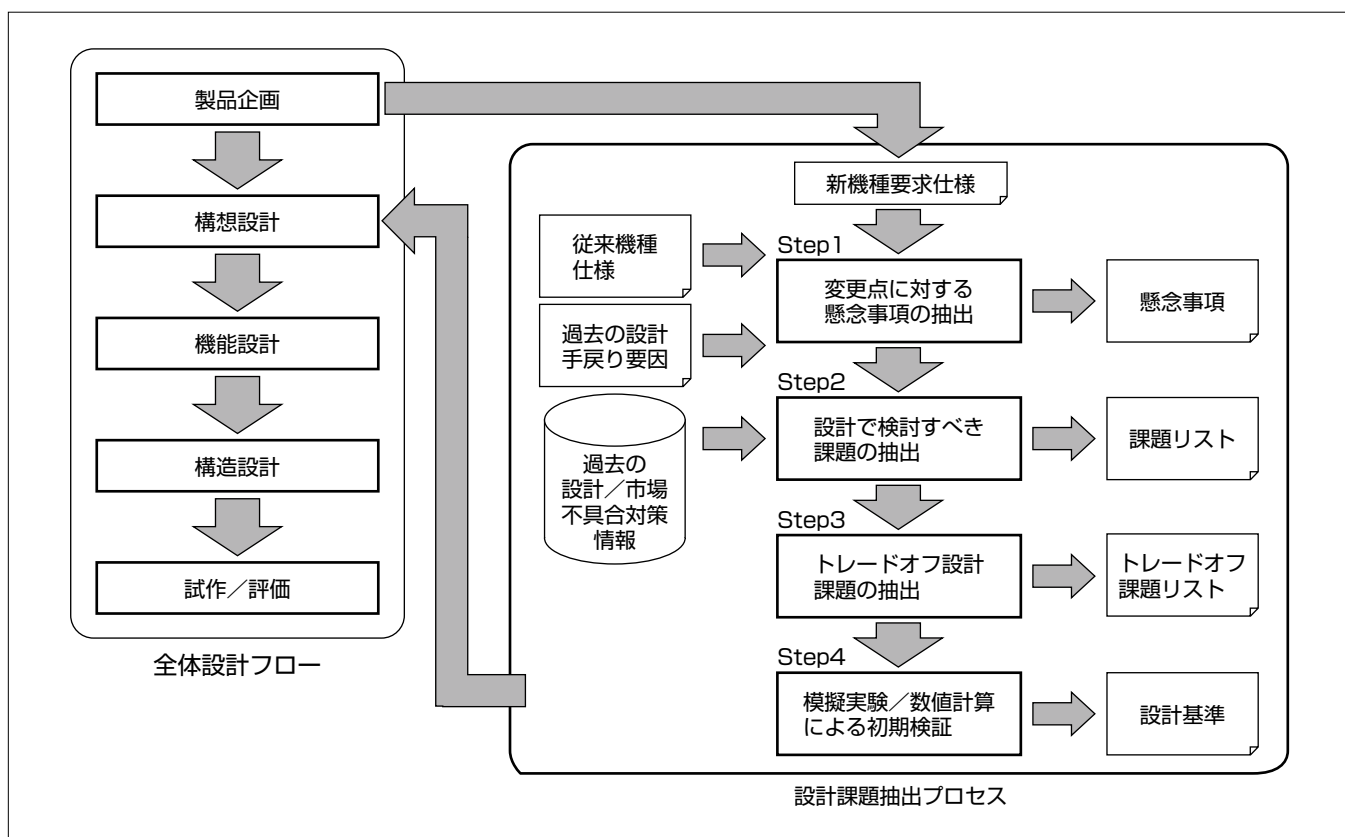 製品企画
構想設計
機能設計
構造設計
試作／評価
全体設計フロー
新機種要求仕様
従来機種
仕様
過去の設計
手戻り要因
過去の
設計／市場
不具合対策
情報
Step1
変更点に対する
懸念事項の抽出
懸念事項
Step2
設計で検討すべき
課題の抽出
課題リスト
Step3
トレードオフ設計
課題の抽出
トレードオフ
課題リスト
Step4
模擬実験／数値計算
による初期検証
設計基準
設計課題抽出プロセス